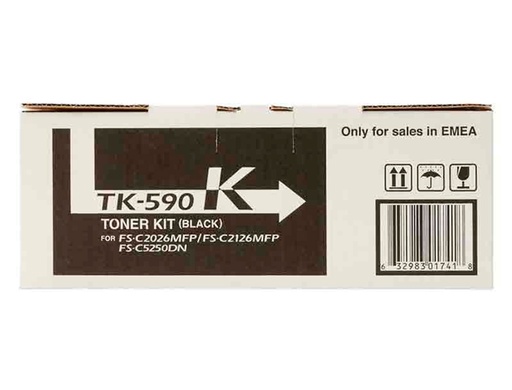 Only for sales in EMEA
K
TK-590
TONER KIT (BLACK)
FOR FS-C2026MFP/FS-C2126MFP
FS-C5250DN
6 32983 01741 8